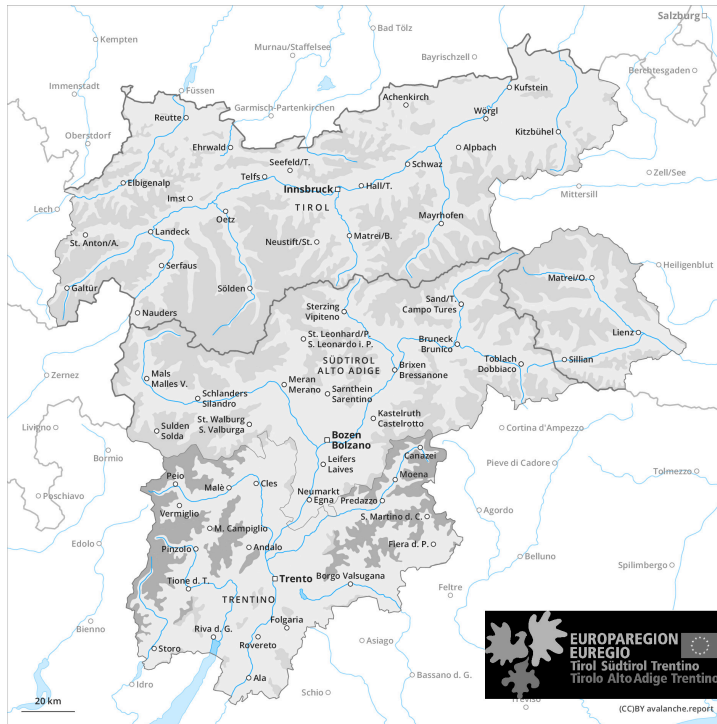 Salzburg
Kempten
Bad Tölz
Murnau/Staffelsee
Bayrischzell
Berchtesgaden
Immenstadt
Füssen
Kufstein
Achenkirch
Garmisch-Partenkirchen
Wörgl
Reutte
Oberstdorf
Kitzbühel
Ehrwald
Alpbach
Seefeld/T.
Schwaz
Telfs
Zell/See
Elbigenalp
Innsbruck
Hall/T.
Mittersill
Imst
TIROL
Lech
Oetz
Mayrhofen
Landeck
Matrei/B.
St. Anton/A.
Neustift/St.
Serfaus
Heiligenblut
Matrei/O.
Galtür
Sölden
Sand/T.
Campo Tures
Nauders
Sterzing
Vipiteno
Lienz
St. Leonhard/P.
S. Leonardo i. P.
Bruneck
Brunico
SÜDTIROL
ALTO ADIGE
Toblach
Dobbiaco
Sillian
Brixen
Bressanone
Zernez
Mals
Malles V.
Meran
Merano
Sarnthein
Sarentino
Schlanders
Silandro
Kastelruth
Castelrotto
St. Walburg
S. Valburga
Livigno
Sulden
Solda
Cortina d'Ampezzo
Bozen
Bolzano
Bormio
Canazei
Pieve di Cadore
Leifers
Laives
Tolmezzo
Peio
Moena
Malè
Cles
Poschiavo
Neumarkt
Egna
Predazzo
Vermiglio
Agordo
S. Martino d. C.
M. Campiglio
Edolo
Fiera d. P.
Pinzolo
Andalo
Belluno
Spilimbergo
Trento
Borgo Valsugana
Tione d. T.
Feltre
TRENTINO
Folgaria
Bienno
Riva d. G.
Rovereto
Asiago
Storo
Bassano d. G.
Ala
Idro
Schio
Treviso
20 km
EUROPAREGION
EUREGIO
Tirol Südtirol Trentino
Tirolo Alto Adige Trentino
(CC)BY avalanche.report